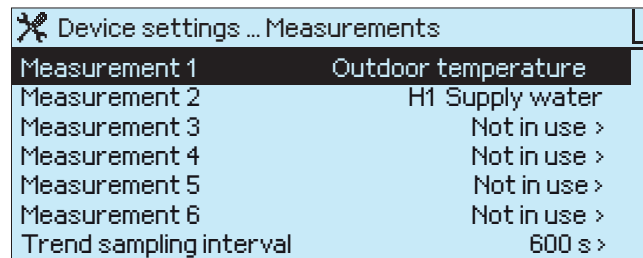 Device settings ... Measurements
Measurement 1 Outdoor temperature
Measurement 2 H1 Supply water
Measurement 3 Not in use >
Measurement 4 Not in use >
Measurement 5 Not in use >
Measurement 6 Not in use >
Trend sampling interval 600 s >